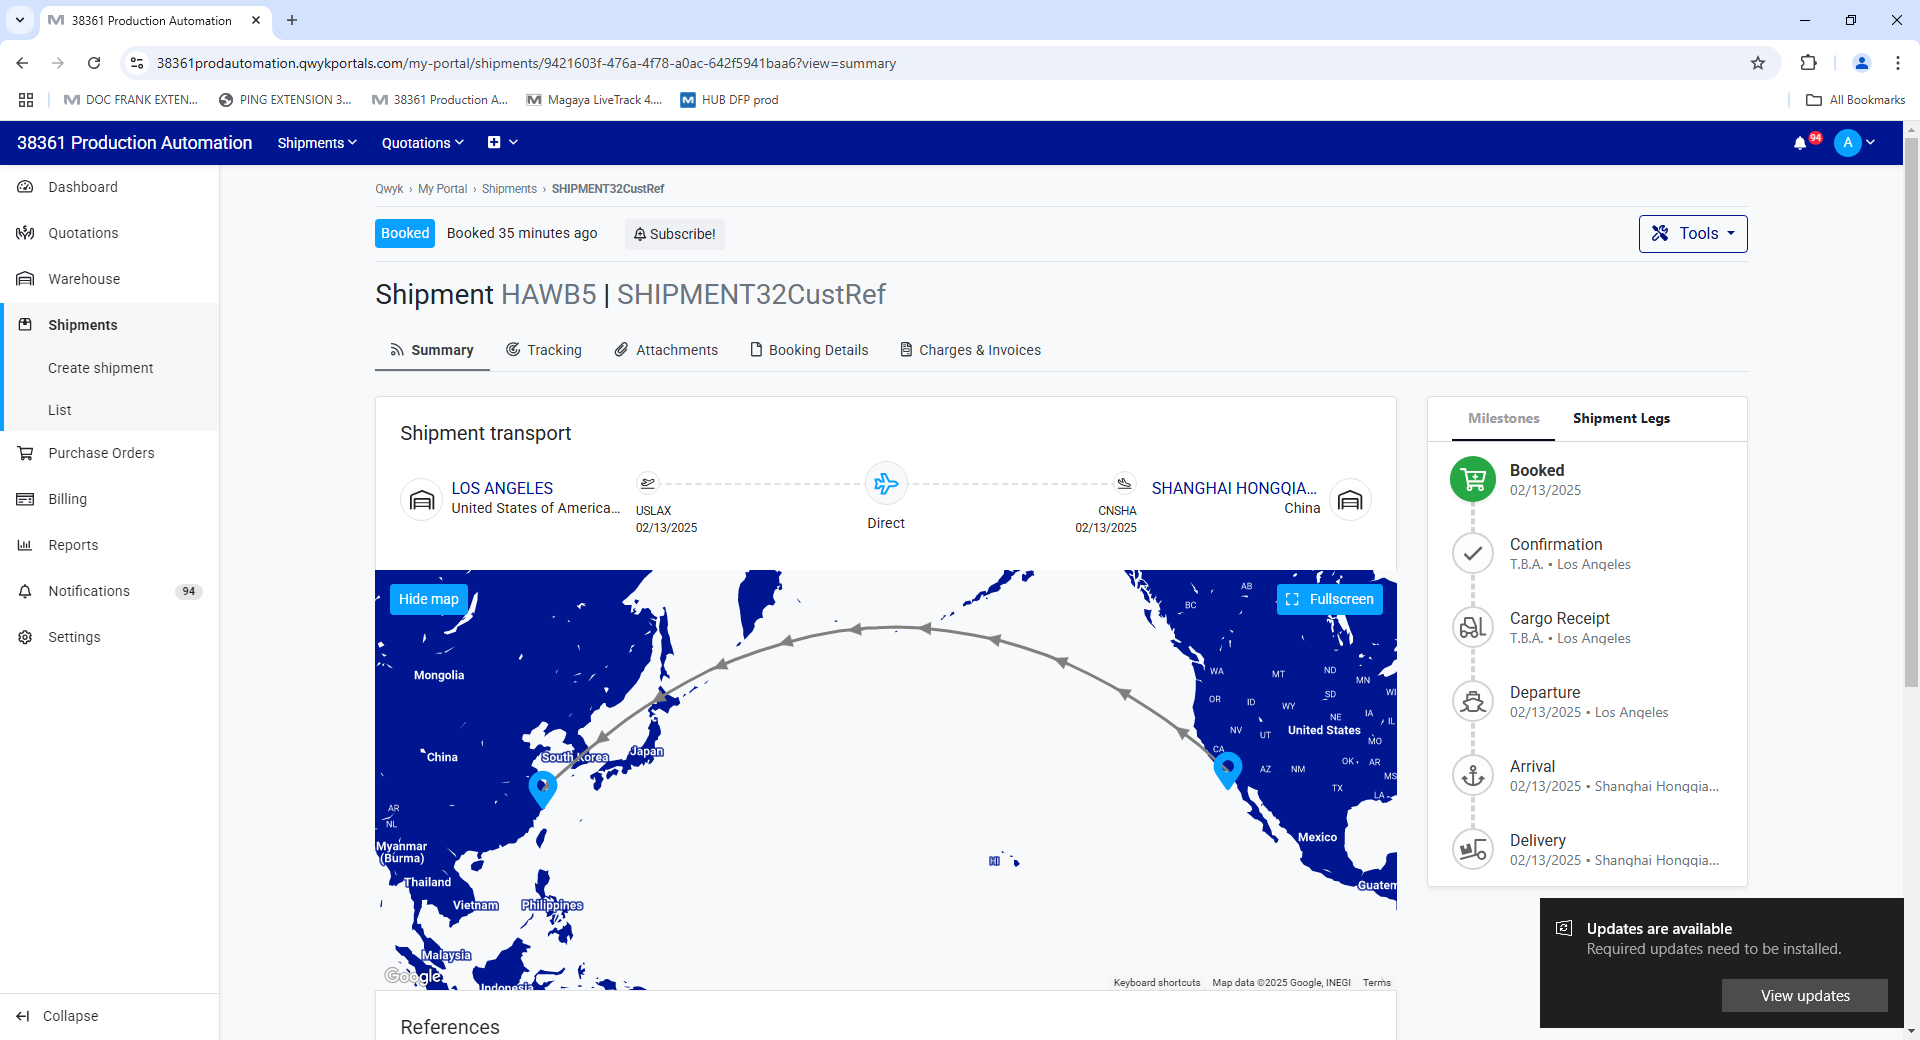 38361 Production Automation
38361prodautomation.qwykportals.com/my-portal/shipments/9421603f-476a-4f78-a0ac-642f5941baa6?view=summary
DOC FRANK EXTEN...
PING EXTENSION 3...
38361 Production A...
Magaya LiveTrack 4....
HUB DFP prod
All Bookmarks
38361 Production Automation
Shipments
Quotations
94
A
Dashboard
Quotations
Warehouse
Shipments
Create shipment
List
Purchase Orders
Billing
Reports
Notifications 94
Settings
Collapse
Qwyk › My Portal › Shipments › SHIPMENT32CustRef
Booked
Booked 35 minutes ago
Subscribe!
Tools
Shipment HAWB5 | SHIPMENT32CustRef
Summary
Tracking
Attachments
Booking Details
Charges & Invoices
Shipment transport
LOS ANGELES
United States of America...
USLAX
02/13/2025
Direct
CNSHA
02/13/2025
SHANGHAI HONGQIA...
China
Hide map
Fullscreen
AB
BC
Mongolia
WA
MT
ND
MN
OR
ID
SD
WI
WY
NE
IA
IL
NV
UT
United States
MO
CA
China
South Korea
Japan
AZ
NM
OK
AR
MS
TX
LA
AR
NL
Mexico
Myanmar
(Burma)
HI
Thailand
Guatem
Vietnam
Philippines
Malaysia
Google
Indonesia
Keyboard shortcuts
Map data ©2025 Google, INEGI
Terms
References
Milestones
Shipment Legs
Booked
02/13/2025
Confirmation
T.B.A. • Los Angeles
Cargo Receipt
T.B.A. • Los Angeles
Departure
02/13/2025 • Los Angeles
Arrival
02/13/2025 • Shanghai Hongqia...
Delivery
02/13/2025 • Shanghai Hongqia...
Updates are available
Required updates need to be installed.
View updates